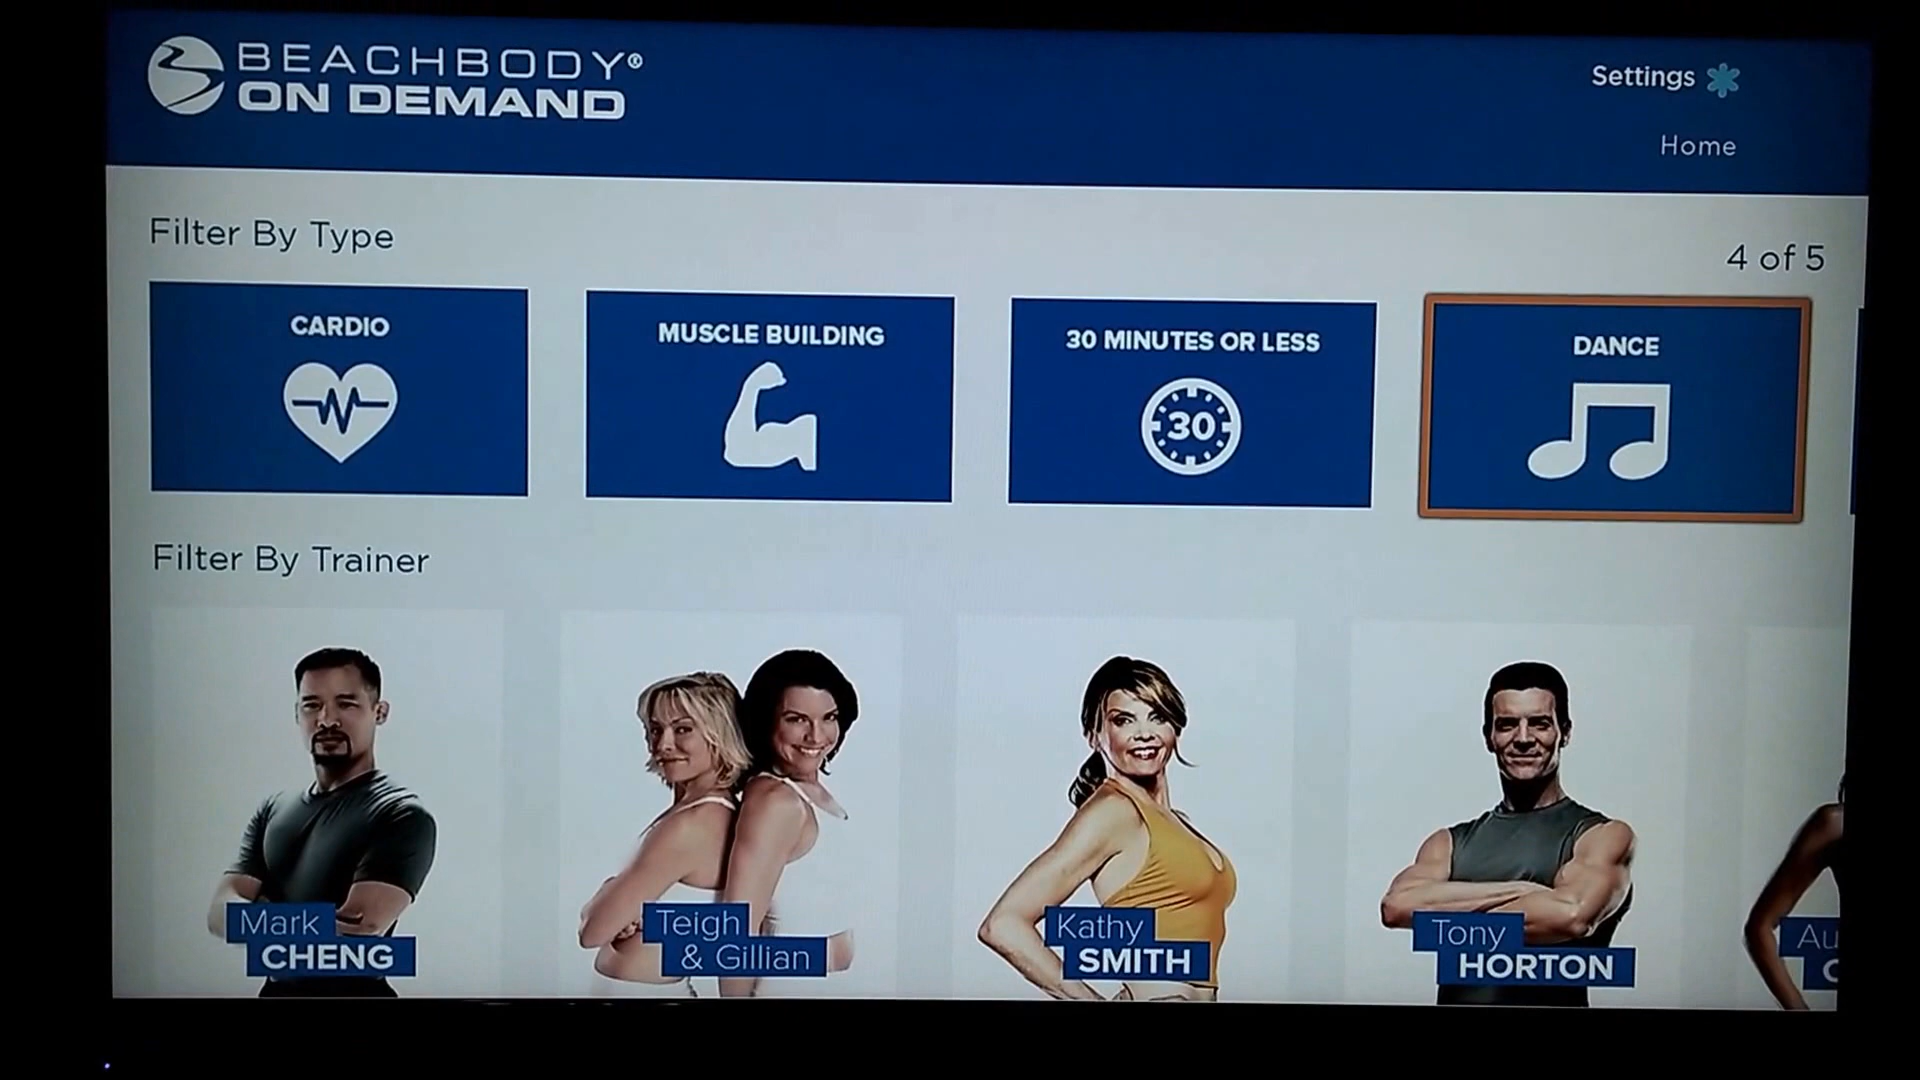 BEACHBODY®
ON DEMAND
Settings
Home
Filter By Type
4 of 5
CARDIO
MUSCLE BUILDING
30 MINUTES OR LESS
30
DANCE
Filter By Trainer
Mark
CHENG
Teigh
& Gillian
Kathy
SMITH
Tony
HORTON
Au